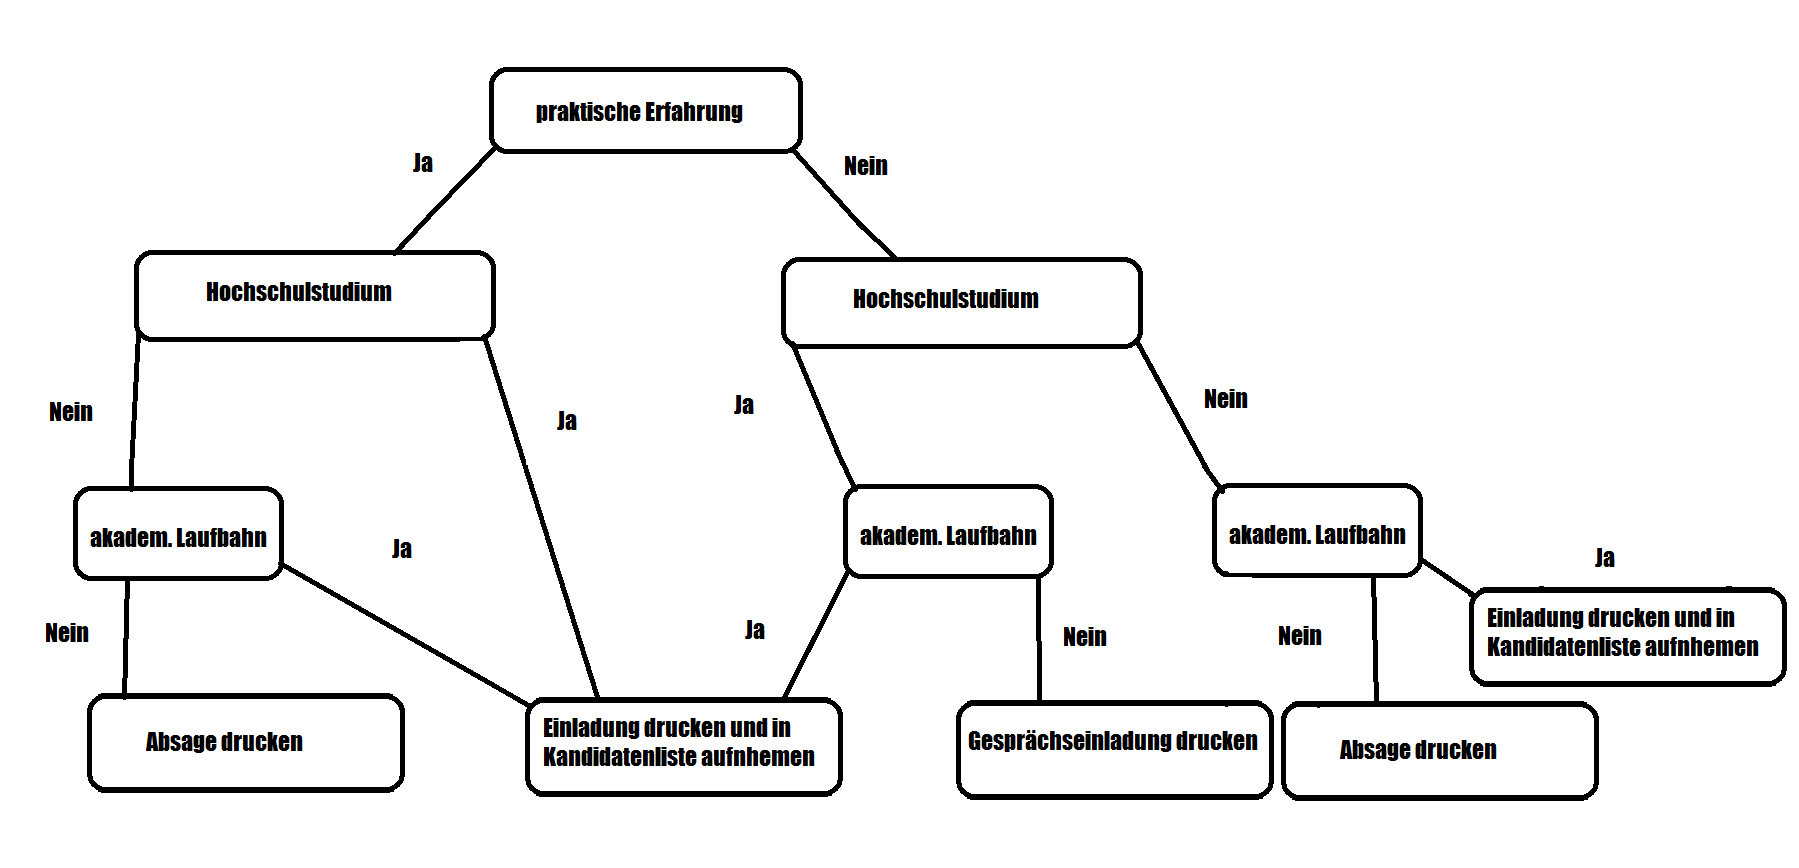 praktische Erfahrung
Ja
Nein
Hochschulstudium
Hochschulstudium
Nein
Ja
Ja
Nein
akadem. Laufbahn
Ja
akadem. Laufbahn
akadem. Laufbahn
Ja
Nein
Ja
Nein
Nein
Einladung drucken und in
Kandidatenliste aufnhemen
Absage drucken
Einladung drucken und in
Kandidatenliste aufnhemen
Gesprächseinladung drucken
Absage drucken